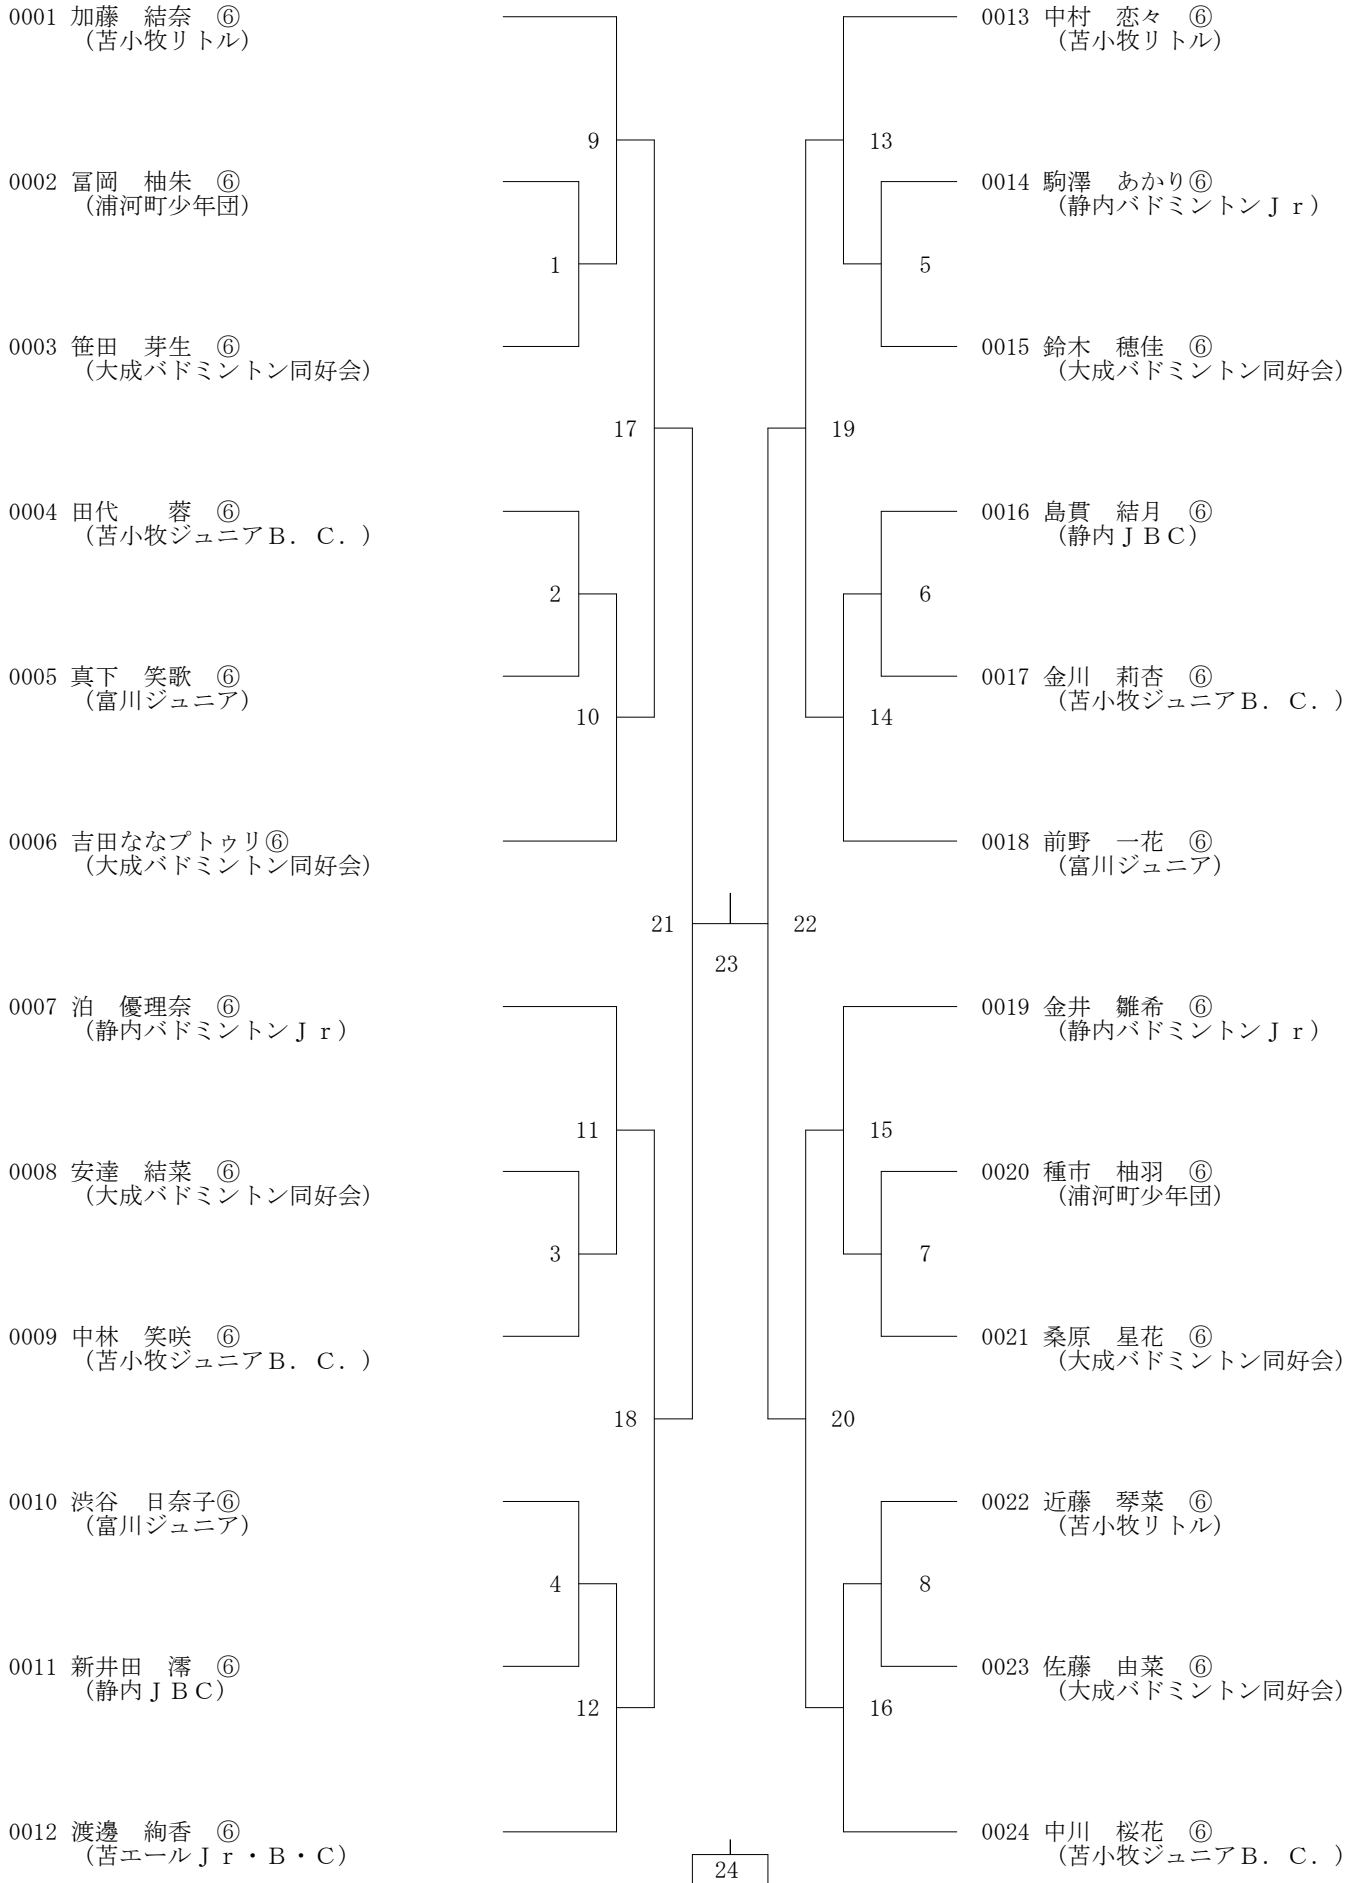 0001 加藤　結奈　⑥
（苫小牧リトル）
9
0002 冨岡　柚朱　⑥
（浦河町少年団）
1
0003 笹田　芽生　⑥
（大成バドミントン同好会）
17
0004 田代　　蓉　⑥
（苫小牧ジュニアＢ．Ｃ．）
2
0005 真下　笑歌　⑥
（富川ジュニア）
10
0006 吉田ななプトゥリ⑥
（大成バドミントン同好会）
21
0007 泊　優理奈　⑥
（静内バドミントンＪｒ）
11
0008 安達　結菜　⑥
（大成バドミントン同好会）
3
0009 中林　笑咲　⑥
（苫小牧ジュニアＢ．Ｃ．）
18
0010 渋谷　日奈子⑥
（富川ジュニア）
4
0011 新井田　澪　⑥
（静内ＪＢＣ）
12
0012 渡邊　絢香　⑥
（苫エールＪｒ・Ｂ・Ｃ）
23
24
0013 中村　恋々　⑥
（苫小牧リトル）
13
0014 駒澤　あかり⑥
（静内バドミントンＪｒ）
5
0015 鈴木　穂佳　⑥
（大成バドミントン同好会）
19
0016 島貫　結月　⑥
（静内ＪＢＣ）
6
0017 金川　莉杏　⑥
（苫小牧ジュニアＢ．Ｃ．）
14
0018 前野　一花　⑥
（富川ジュニア）
22
0019 金井　雛希　⑥
（静内バドミントンＪｒ）
15
0020 種市　柚羽　⑥
（浦河町少年団）
7
0021 桑原　星花　⑥
（大成バドミントン同好会）
20
0022 近藤　琴菜　⑥
（苫小牧リトル）
8
0023 佐藤　由菜　⑥
（大成バドミントン同好会）
16
0024 中川　桜花　⑥
（苫小牧ジュニアＢ．Ｃ．）